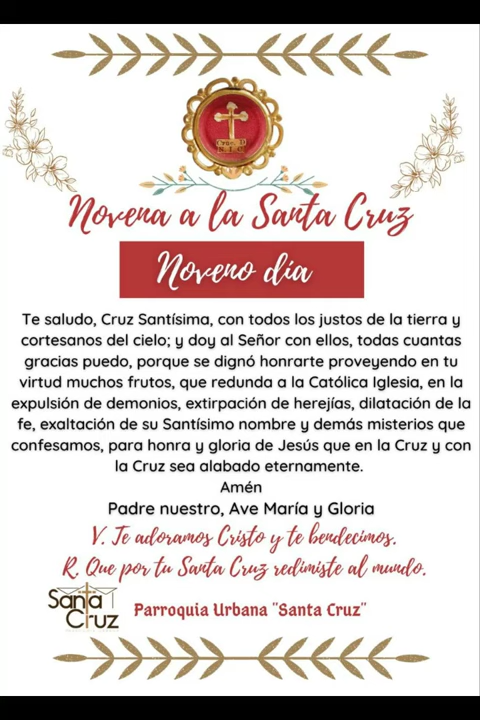 Cruc. D
N. J. C.
Novena a la Santa Cruz
Noveno día
Te saludo, Cruz Santísima, con todos los justos de la tierra y
cortesanos del cielo; y doy al Señor con ellos, todas cuantas
gracias puedo, porque se dignó honrarte proveyendo en tu
virtud muchos frutos, que redunda a la Católica Iglesia, en la
expulsión de demonios, extirpación de herejías, dilatación de la
fe, exaltación de su Santísimo nombre y demás misterios que
confesamos, para honra y gloria de Jesús que en la Cruz y con
la Cruz sea alabado eternamente.
Amén
Padre nuestro, Ave María y Gloria
V. Te adoramos Cristo y te bendecimos.
R. Que por tu Santa Cruz redimiste al mundo.
Santa
Cruz
Parroquia Urbana "Santa Cruz"